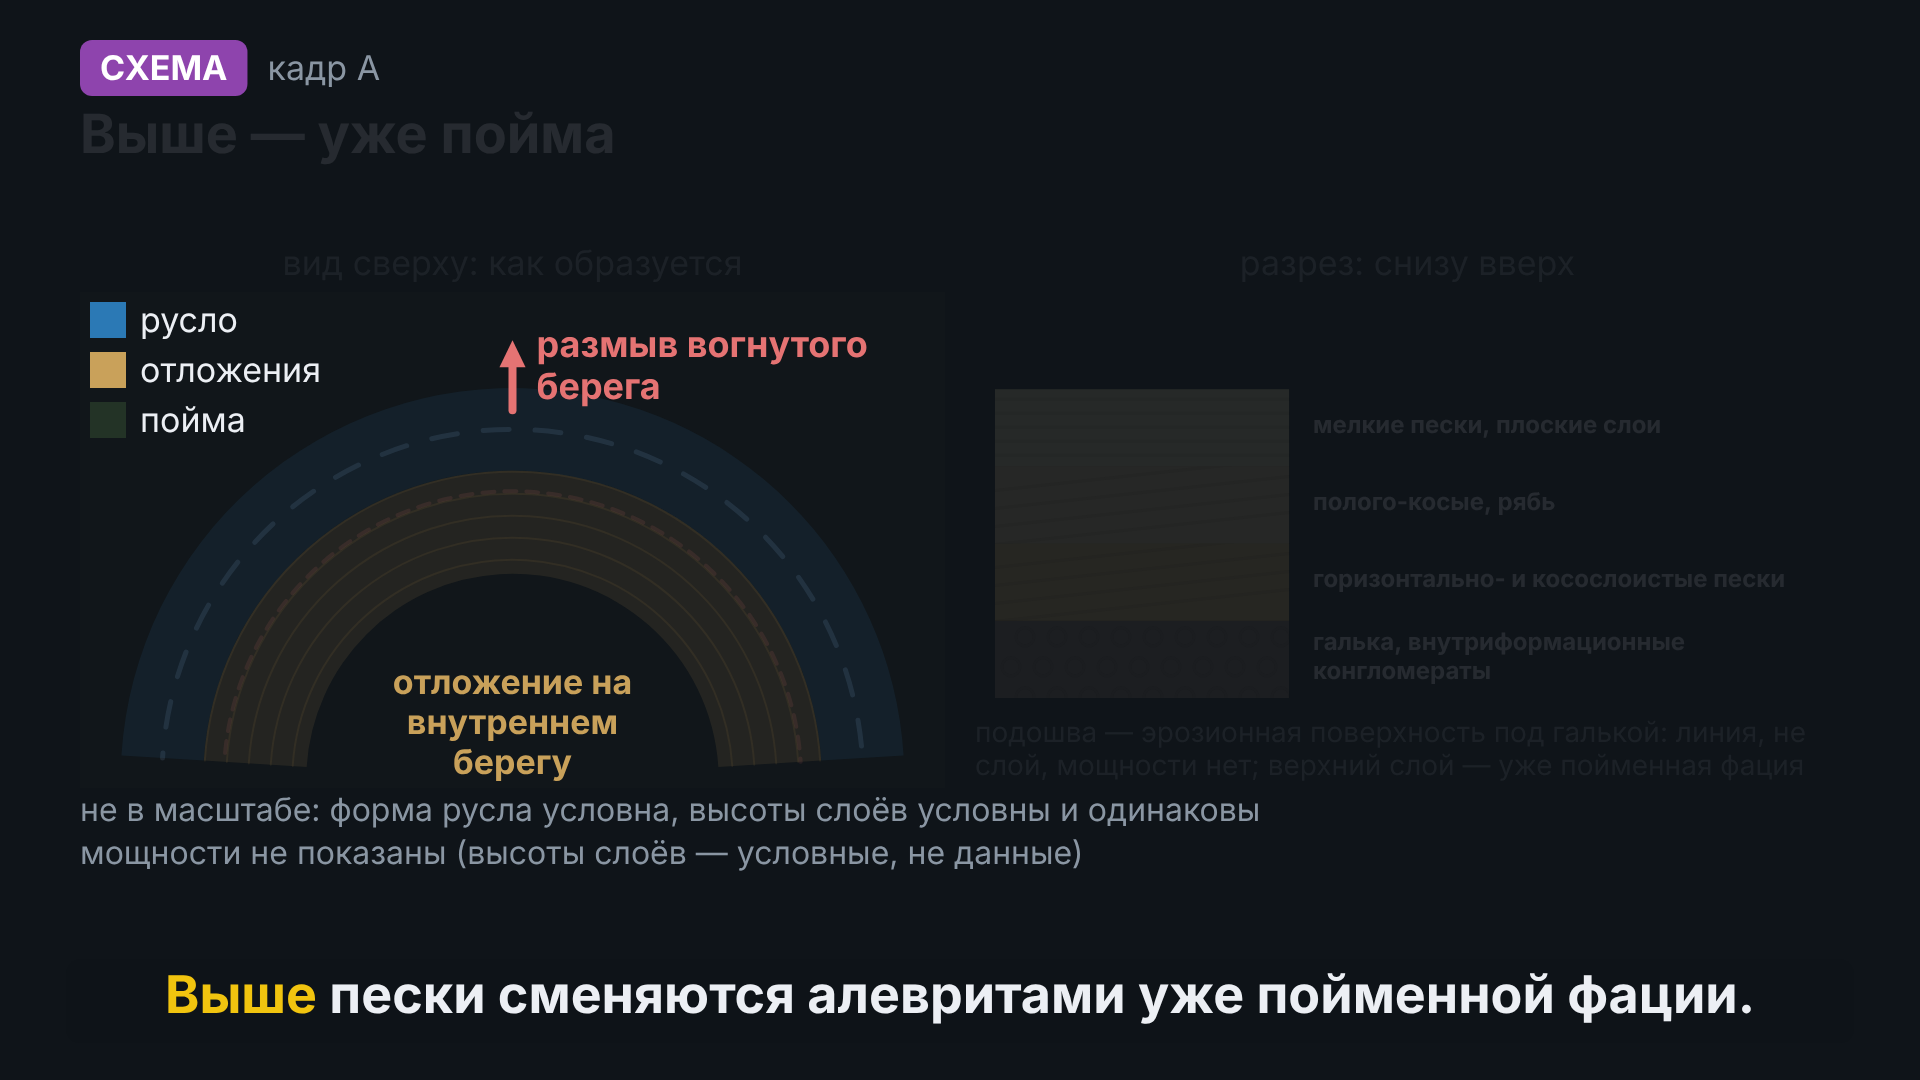 СХЕМА кадр А
Выше — уже пойма
вид сверху: как образуется
разрез: снизу вверх
русло
отложения
пойма
размыв вогнутого
берега
отложение на
внутреннем
берегу
мелкие пески, плоские слои
полого-косые, рябь
горизонтально- и косослоистые пески
галька, внутриформационные
конгломераты
подошва — эрозионная поверхность под галькой: линия, не
слой, мощности нет; верхний слой — уже пойменная фация
не в масштабе: форма русла условна, высоты слоёв условны и одинаковы
мощности не показаны (высоты слоёв — условные, не данные)
Выше пески сменяются алевритами уже пойменной фации.